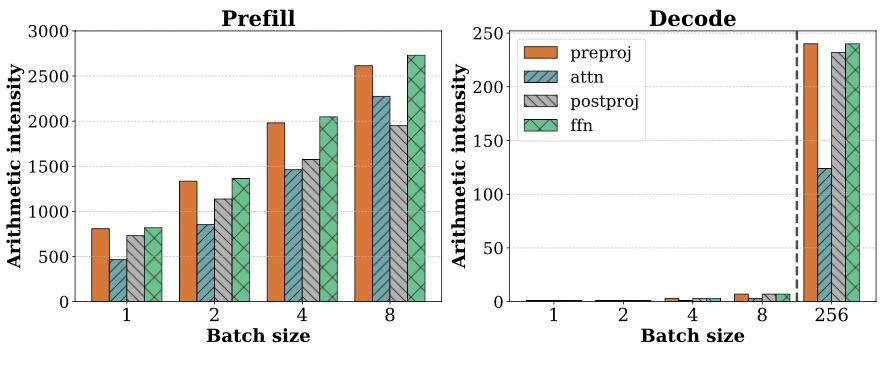 Prefill
Arithmetic intensity
3000
2500
2000
1500
1000
500
0
1 2 4 8
Batch size
Decode
Arithmetic intensity
250
200
150
100
50
0
preproj
attn
postproj
ffn
1 2 4 8 256
Batch size